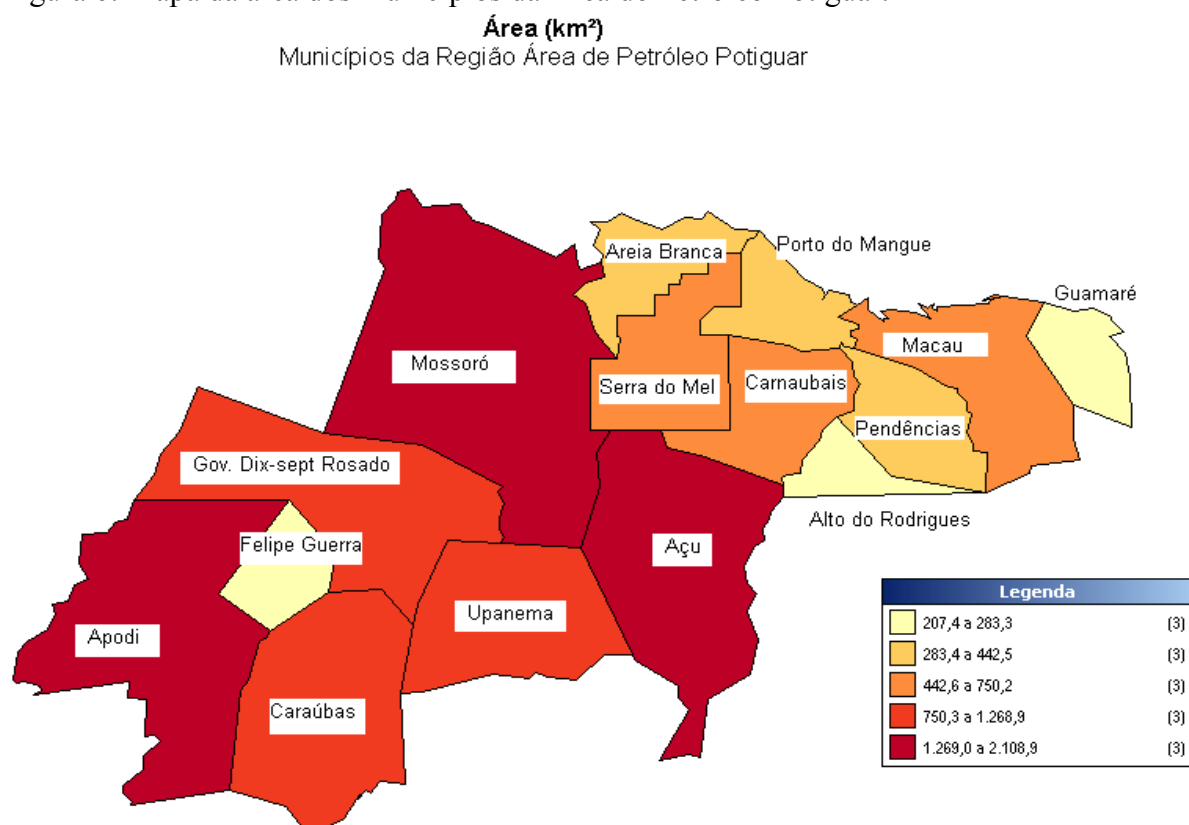 Área (km²)
Municípios da Região Área de Petróleo Potiguar
Areia Branca
Porto do Mangue
Guamaré
Mossoró
Macau
Serra do Mel
Carnaubais
Pendências
Gov. Dix-sept Rosado
Alto do Rodrigues
Felipe Guerra
Açu
Upanema
Apodi
Caraúbas
Legenda
207,4 a 283,3 (3)
283,4 a 442,5 (3)
442,6 a 750,2 (3)
750,3 a 1.268,9 (3)
1.269,0 a 2.108,9 (3)